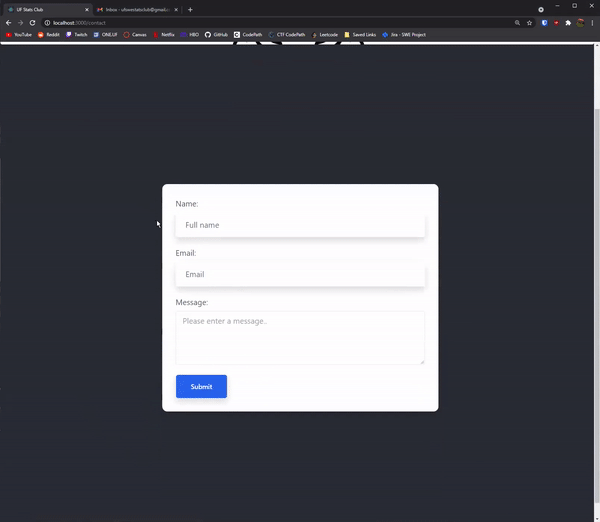 UF Stats Club
Inbox - ufswestatsclub@gmail.c
localhost:3000/contact
YouTube
Reddit
Twitch
ONE.UF
Canvas
Netflix
HBO
GitHub
CodePath
CTF CodePath
Leetcode
Saved Links
Jira - SWE Project
Name:
Full name
Email:
Email
Message:
Please enter a message..
Submit